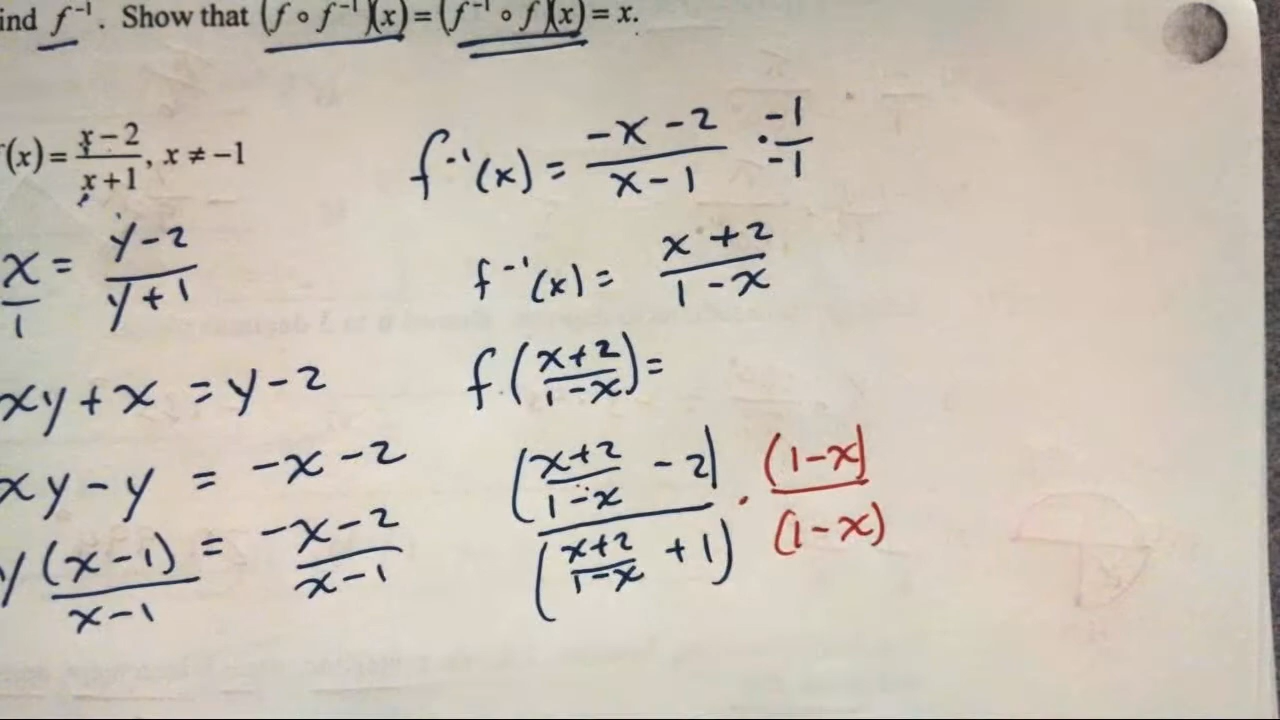 ind f⁻¹. Show that (f ∘ f⁻¹)(x) = (f⁻¹ ∘ f)(x) = x.
(x) = (x − 2)/(x + 1), x ≠ −1
x/1 = (y − 2)/(y + 1)
xy + x = y − 2
xy − y = −x − 2
y(x − 1)/(x − 1) = (−x − 2)/(x − 1)
f⁻¹(x) = (−x − 2)/(x − 1) · (−1)/(−1)
f⁻¹(x) = (x + 2)/(1 − x)
f((x + 2)/(1 − x)) =
((x + 2)/(1 − x) − 2)/((x + 2)/(1 − x) + 1) · (1 − x)/(1 − x)